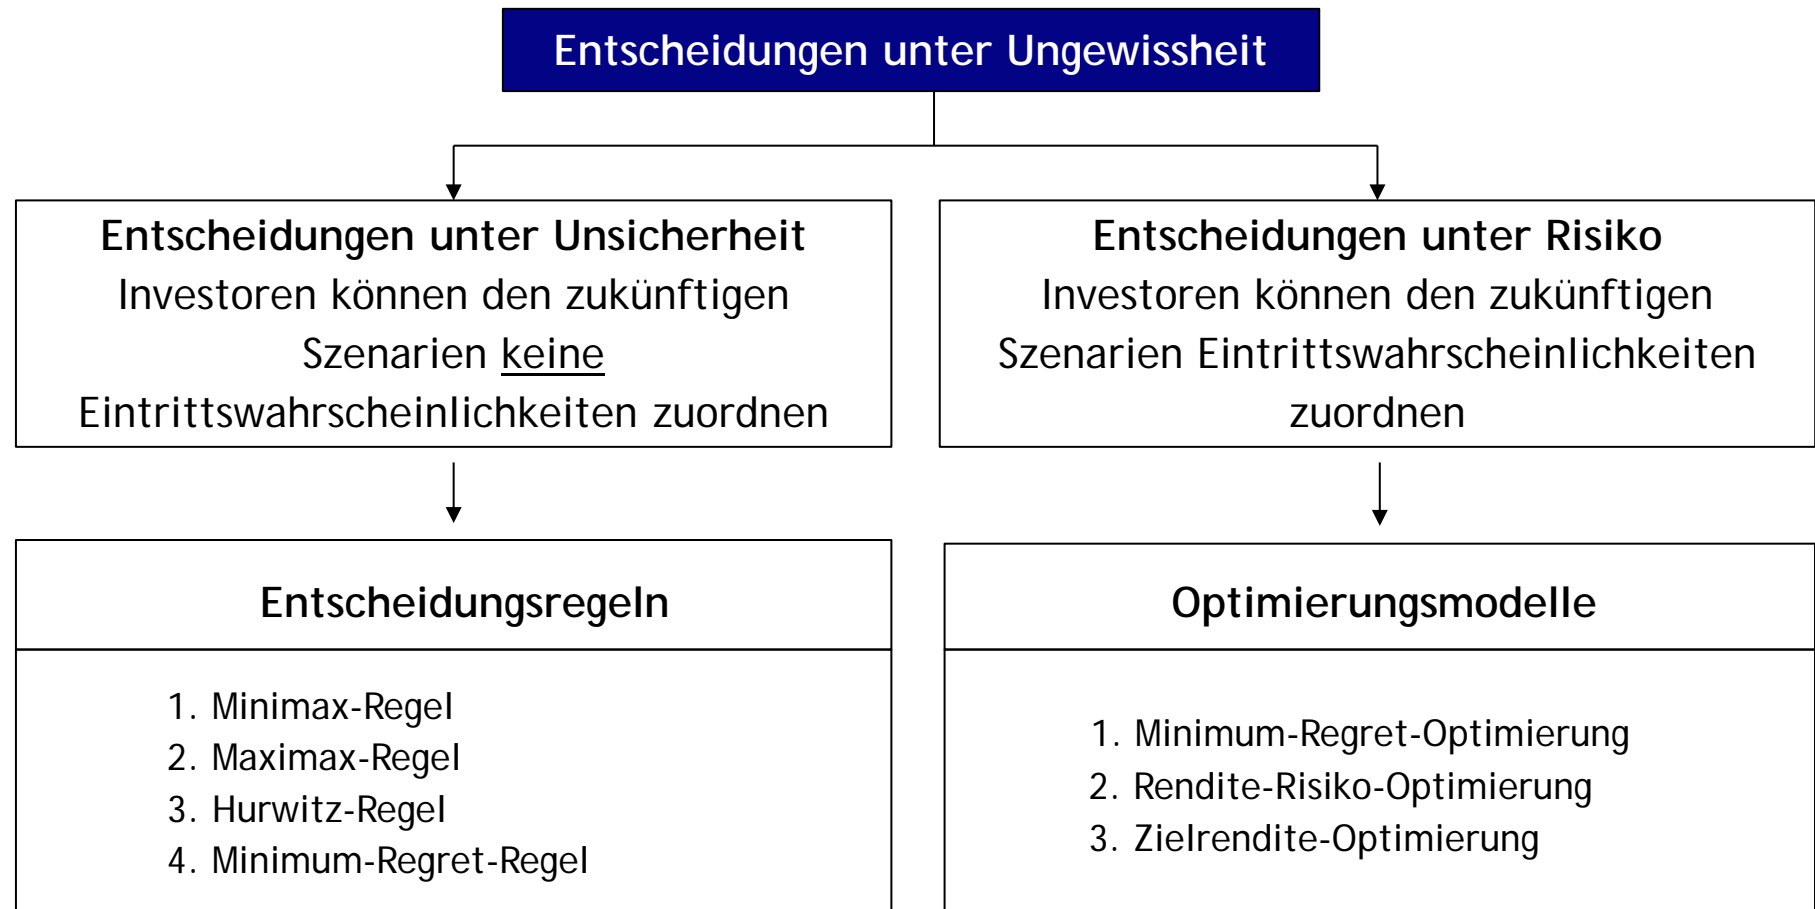 Entscheidungen unter Ungewissheit
Entscheidungen unter Unsicherheit
Investoren können den zukünftigen
Szenarien keine
Eintrittswahrscheinlichkeiten zuordnen
Entscheidungen unter Risiko
Investoren können den zukünftigen
Szenarien Eintrittswahrscheinlichkeiten
zuordnen
Entscheidungsregeln
1. Minimax-Regel
2. Maximax-Regel
3. Hurwitz-Regel
4. Minimum-Regret-Regel
Optimierungsmodelle
1. Minimum-Regret-Optimierung
2. Rendite-Risiko-Optimierung
3. Zielrendite-Optimierung